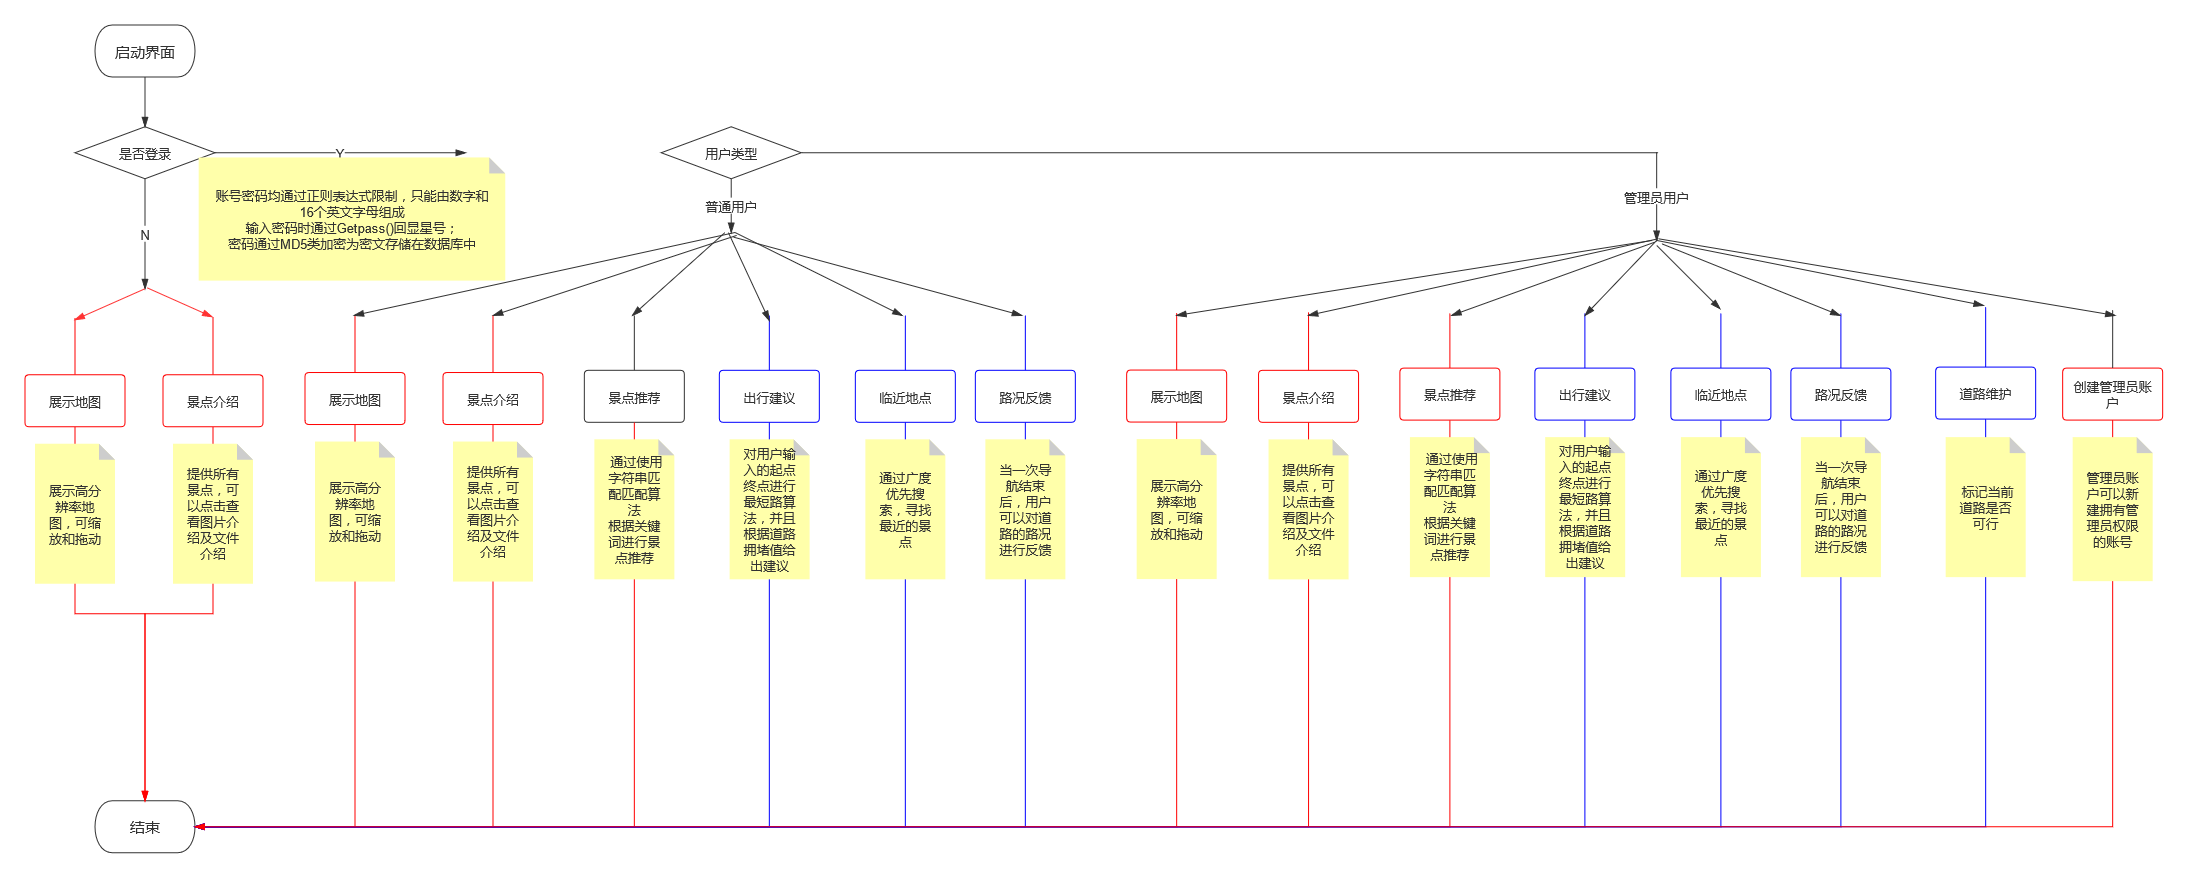 启动界面
是否登录
Y
用户类型
账号密码均通过正则表达式限制，只能由数字和
16个英文字母组成
输入密码时通过Getpass()回显星号；
密码通过MD5类加密为密文存储在数据库中
N
普通用户
管理员用户
展示地图
景点介绍
展示地图
景点介绍
景点推荐
出行建议
临近地点
路况反馈
展示地图
景点介绍
景点推荐
出行建议
临近地点
路况反馈
道路维护
创建管理员账
户
展示高分
辨率地
图，可缩
放和拖动
提供所有
景点，可
以点击查
看图片介
绍及文件
介绍
展示高分
辨率地
图，可缩
放和拖动
提供所有
景点，可
以点击查
看图片介
绍及文件
介绍
通过使用
字符串匹
配匹配算
法
根据关键
词进行景
点推荐
对用户输
入的起点
终点进行
最短路算
法，并且
根据道路
拥堵值给
出建议
通过广度
优先搜
索，寻找
最近的景
点
当一次导
航结束
后，用户
可以对道
路的路况
进行反馈
展示高分
辨率地
图，可缩
放和拖动
提供所有
景点，可
以点击查
看图片介
绍及文件
介绍
通过使用
字符串匹
配匹配算
法
根据关键
词进行景
点推荐
对用户输
入的起点
终点进行
最短路算
法，并且
根据道路
拥堵值给
出建议
通过广度
优先搜
索，寻找
最近的景
点
当一次导
航结束
后，用户
可以对道
路的路况
进行反馈
标记当前
道路是否
可行
管理员账
户可以新
建拥有管
理员权限
的账号
结束